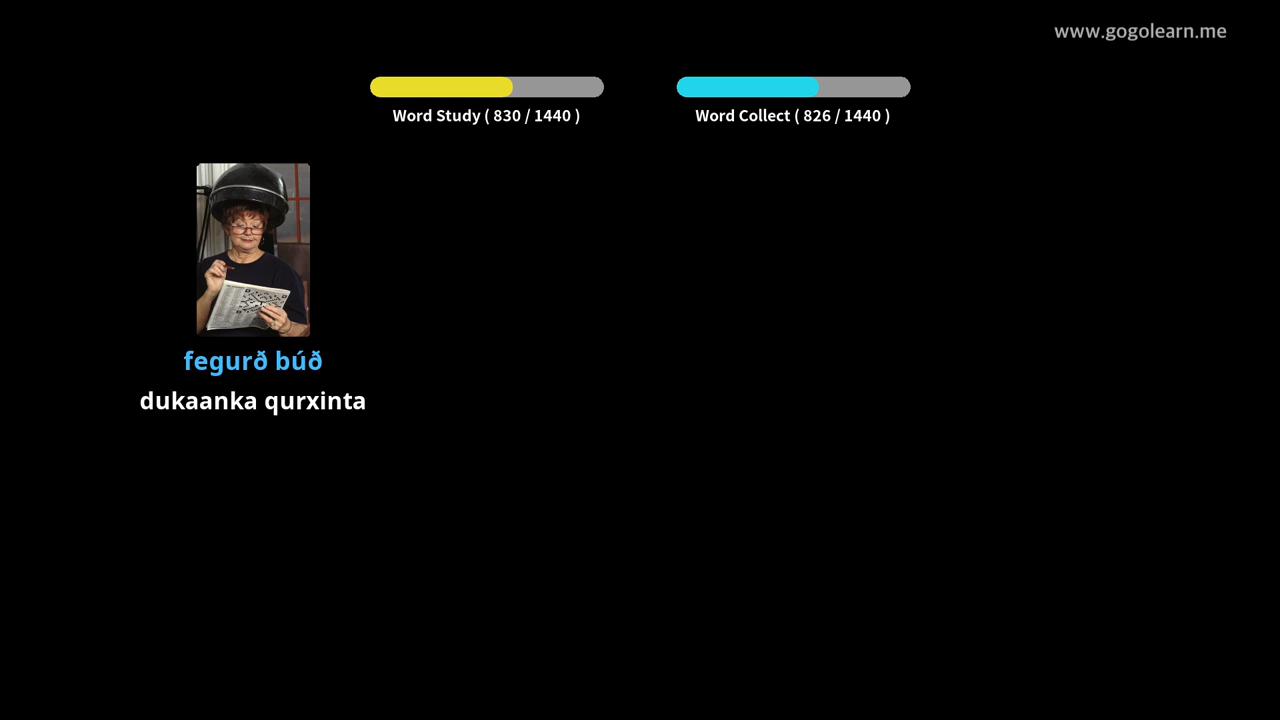 www.gogolearn.me
Word Study ( 830 / 1440 )
Word Collect ( 826 / 1440 )
fegurð búð
dukaanka qurxinta